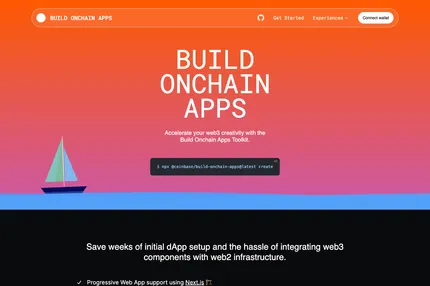 BUILD ONCHAIN APPS
Get Started
Experiences
Connect wallet
BUILD
ONCHAIN
APPS
Accelerate your web3 creativity with the
Build Onchain Apps Toolkit.
$ npx @coinbase/build-onchain-apps@latest create
Save weeks of initial dApp setup and the hassle of integrating web3
components with web2 infrastructure.
Progressive Web App support using Next.js